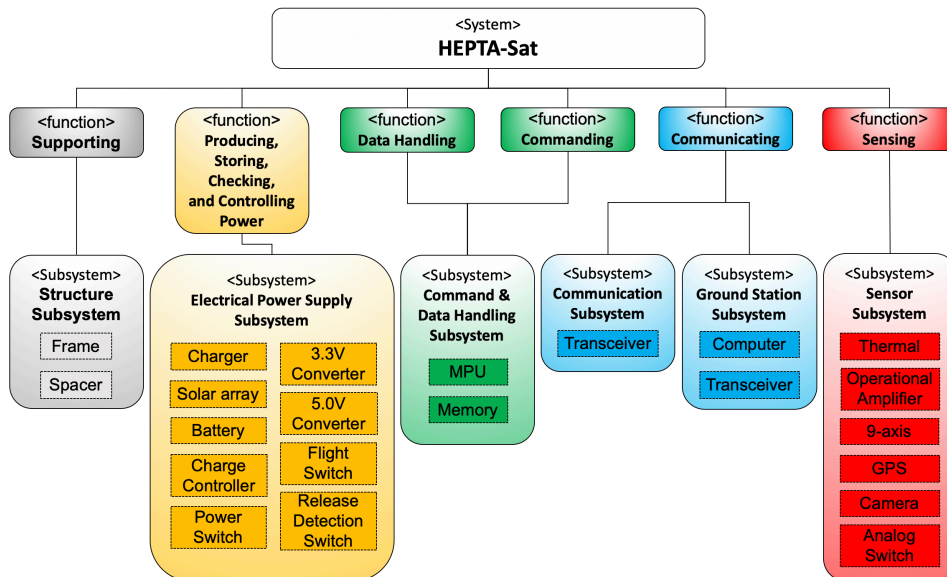 <System>
HEPTA-Sat
<function>
Supporting
<function>
Producing,
Storing,
Checking,
and Controlling
Power
<function>
Data Handling
<function>
Commanding
<function>
Communicating
<function>
Sensing
<Subsystem>
Structure
Subsystem
Frame
Spacer
<Subsystem>
Electrical Power Supply
Subsystem
Charger
Solar array
Battery
Charge
Controller
Power
Switch
3.3V
Converter
5.0V
Converter
Flight
Switch
Release
Detection
Switch
<Subsystem>
Command &
Data Handling
Subsystem
MPU
Memory
<Subsystem>
Communication
Subsystem
Transceiver
<Subsystem>
Ground Station
Subsystem
Computer
Transceiver
<Subsystem>
Sensor
Subsystem
Thermal
Operational
Amplifier
9-axis
GPS
Camera
Analog
Switch